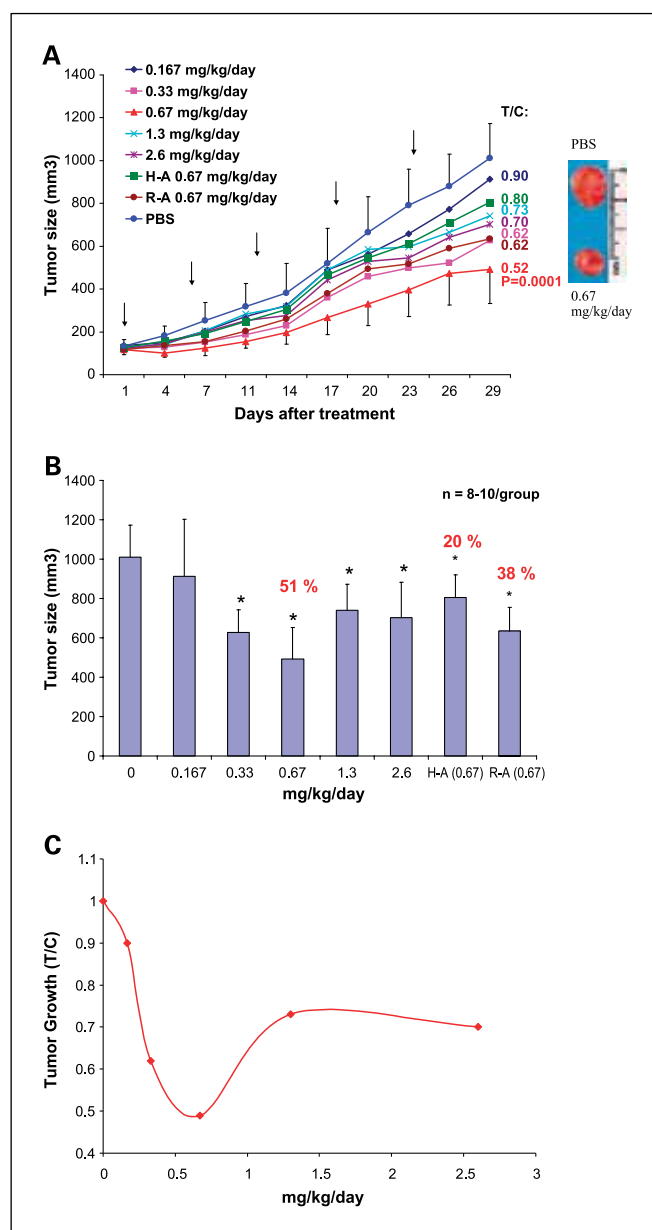 A
1400
1200
1000
800
600
400
200
0
Tumor size (mm3)
0.167 mg/kg/day
0.33 mg/kg/day
0.67 mg/kg/day
1.3 mg/kg/day
2.6 mg/kg/day
H-A 0.67 mg/kg/day
R-A 0.67 mg/kg/day
PBS
T/C:
0.90
0.80
0.73
0.70
0.62
0.62
0.52
P=0.0001
1 4 7 11 14 17 20 23 26 29
Days after treatment
PBS
0.67
mg/kg/day
B
1400
1200
1000
800
600
400
200
0
Tumor size (mm3)
n = 8-10/group
* 
51 %
*
*
*
20 %
*
38 %
*
0 0.167 0.33 0.67 1.3 2.6 H-A (0.67) R-A (0.67)
mg/kg/day
C
1.1
1
0.9
0.8
0.7
0.6
0.5
0.4
Tumor Growth (T/C)
0 0.5 1 1.5 2 2.5 3
mg/kg/day